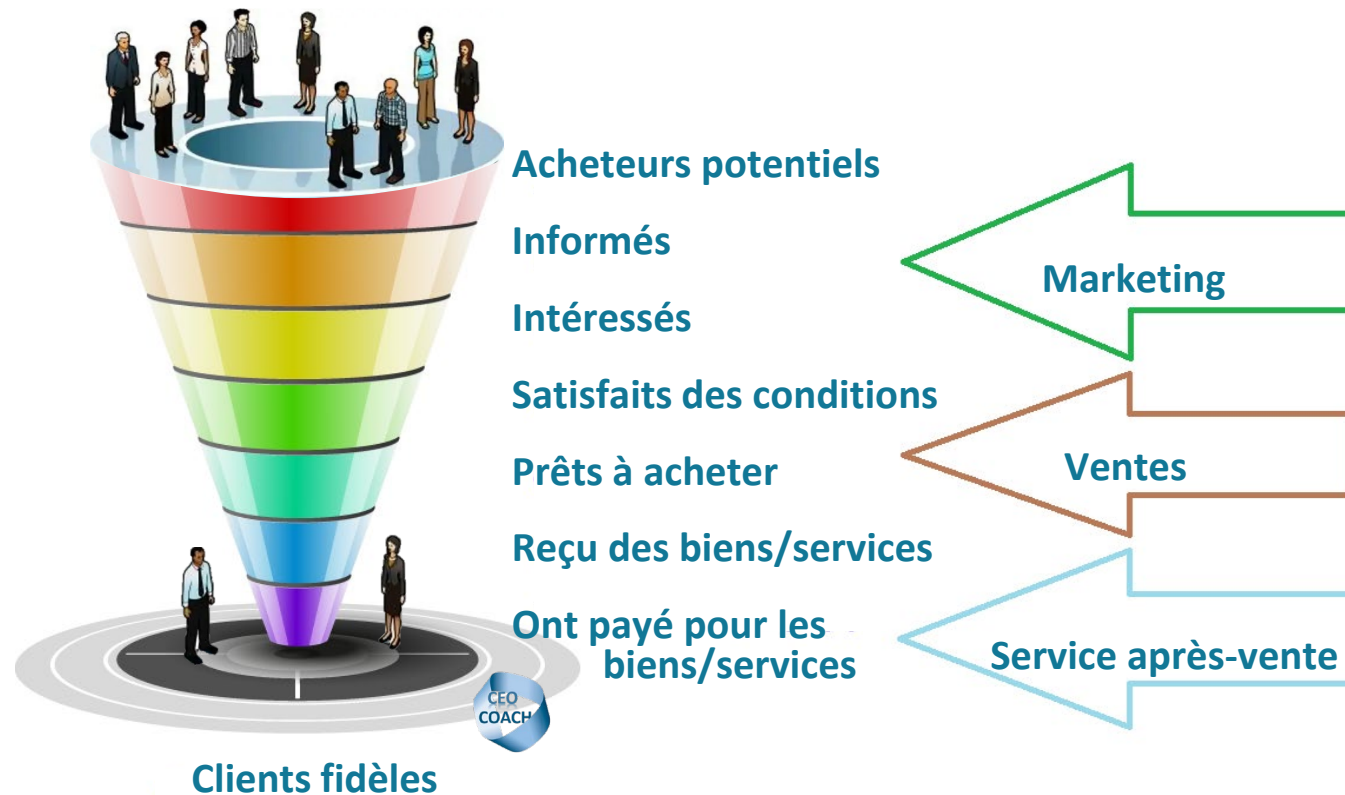 Acheteurs potentiels
Informés
Marketing
Intéressés
Satisfaits des conditions
Prêts à acheter
Ventes
Reçu des biens/services
Ont payé pour les
biens/services
Service après-vente
CEO
COACH
Clients fidèles